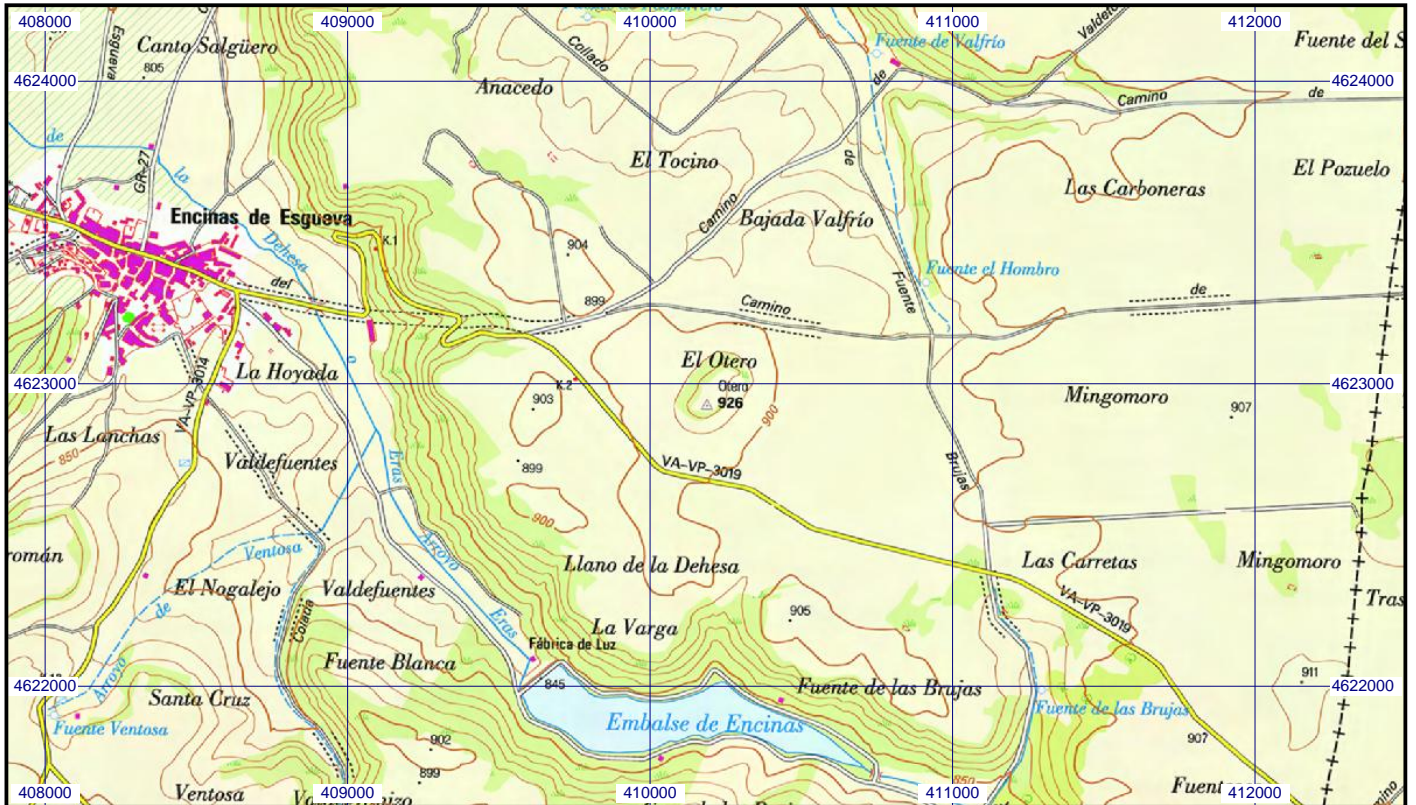 408000
409000
410000
411000
412000
Canto Salgüero
805
Esgueva
GR-27
Collado
Anacedo
Fuente de Valfrío
de
Camino
de
Fuente del S
4624000
4624000
de
la
El Tocino
de
Las Carboneras
El Pozuelo
Encinas de Esgueva
K.1
Camino
Bajada Valfrío
904
Dehesa
del
899
Camino
Fuente
Fuente el Hombro
de
o
La Hoyada
VA-VP-3014
El Otero
Otero
926
900
K.2
903
4623000
4623000
Mingomoro
907
Las Lanchas
850
Valdefuentes
Eras
899
VA-VP-3019
Brujas
900
Arroyo
Ventosa
román
El Nogalejo
de
Valdefuentes
Llano de la Dehesa
Las Carretas
Mingomoro
Tras
Colada
Eras
La Varga
905
VA-VP-3019
Fábrica de Luz
Fuente Blanca
Arroyo
845
911
4622000
4622000
Santa Cruz
Fuente de las Brujas
Fuente Ventosa
Embalse de Encinas
Fuente de las Brujas
902
907
899
850
Ventosa
Fuent
408000
409000
410000
411000
412000